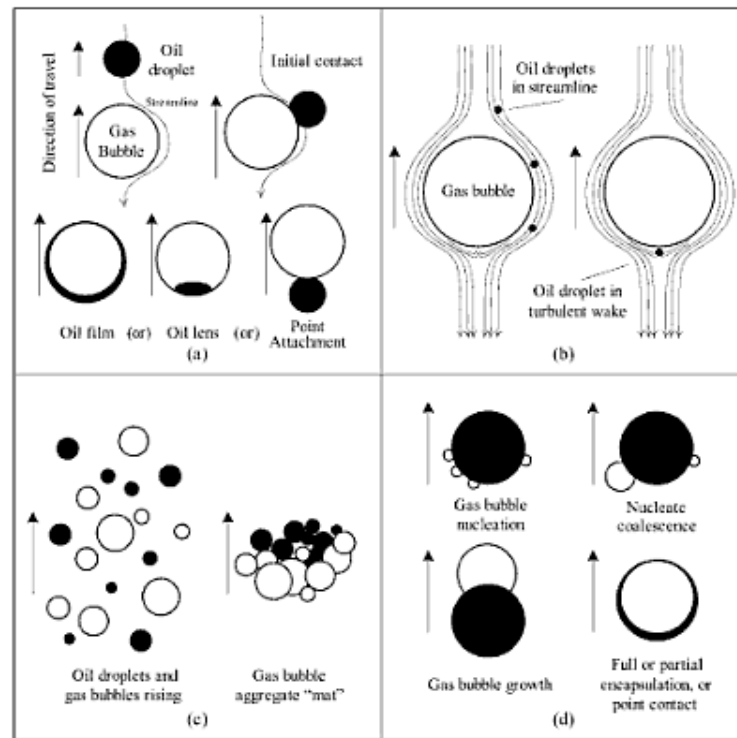 Direction of travel
Oil
droplet
Streamline
Gas
Bubble
Initial contact
Oil film (or) Oil lens (or) Point
Attachment
(a)
Oil droplets
in streamline
Gas bubble
Oil droplet in
turbulent wake
(b)
Oil droplets and
gas bubbles rising
Gas bubble
aggregate “mat”
(c)
Gas bubble
nucleation
Nucleate
coalescence
Gas bubble growth
Full or partial
encapsulation, or
point contact
(d)